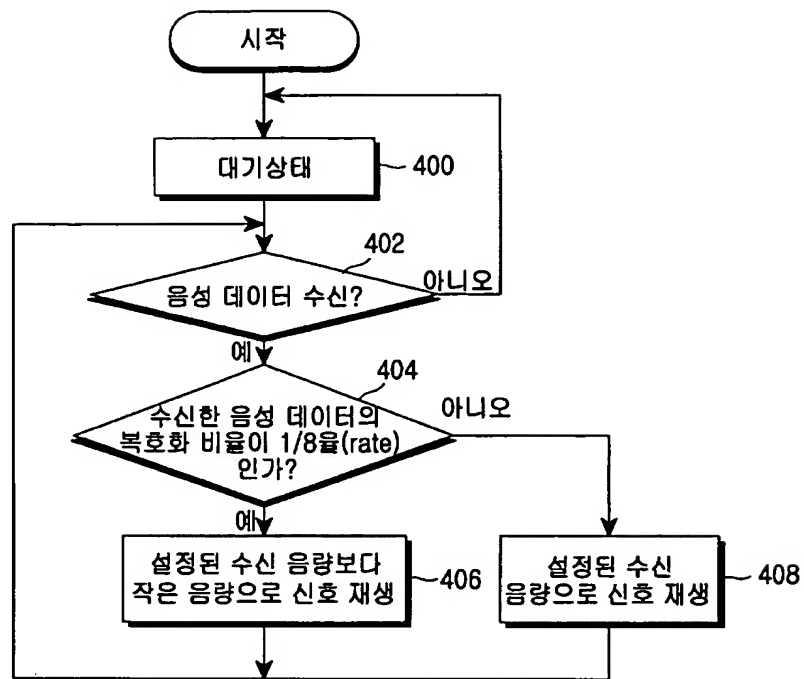 시작
대기상태
400
402
음성 데이터 수신?
아니오
예
404
수신한 음성 데이터의
복호화 비율이 1/8율(rate)
인가?
아니오
예
설정된 수신 음량보다
작은 음량으로 신호 재생
406
설정된 수신
음량으로 신호 재생
408